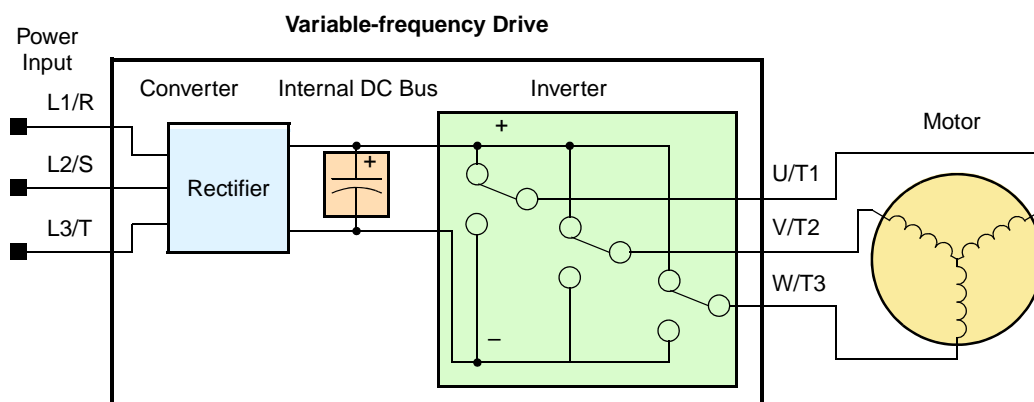 Variable-frequency Drive
Power
Input
Converter
Internal DC Bus
Inverter
Motor
L1/R
L2/S
L3/T
Rectifier
+
+
–
U/T1
V/T2
W/T3